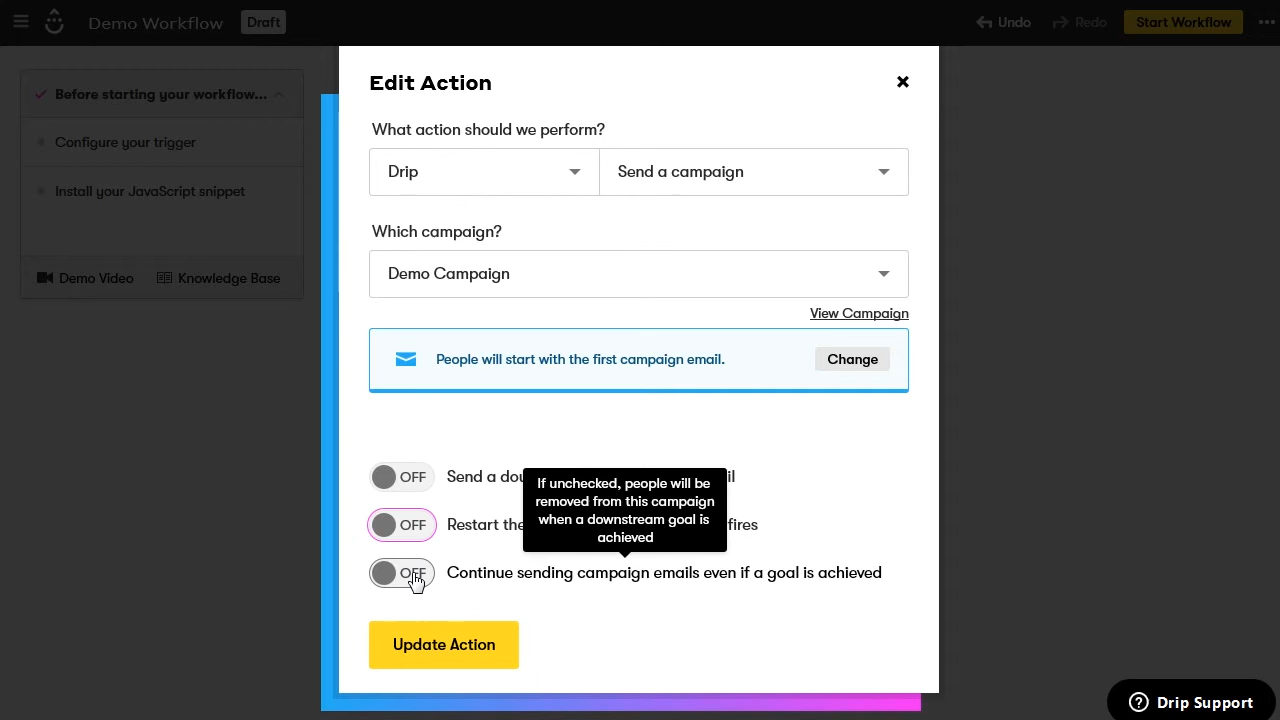 Demo Workflow
Draft
Undo
Redo
Start Workflow
Before starting your workflow...
Configure your trigger
Install your JavaScript snippet
Demo Video
Knowledge Base
Edit Action
What action should we perform?
Drip
Send a campaign
Which campaign?
Demo Campaign
View Campaign
People will start with the first campaign email.
Change
OFF Send a
If unchecked, people will be
removed from this campaign
when a downstream goal is
achieved
OFF Restart the fires
OFF Continue sending campaign emails even if a goal is achieved
Update Action
Drip Support